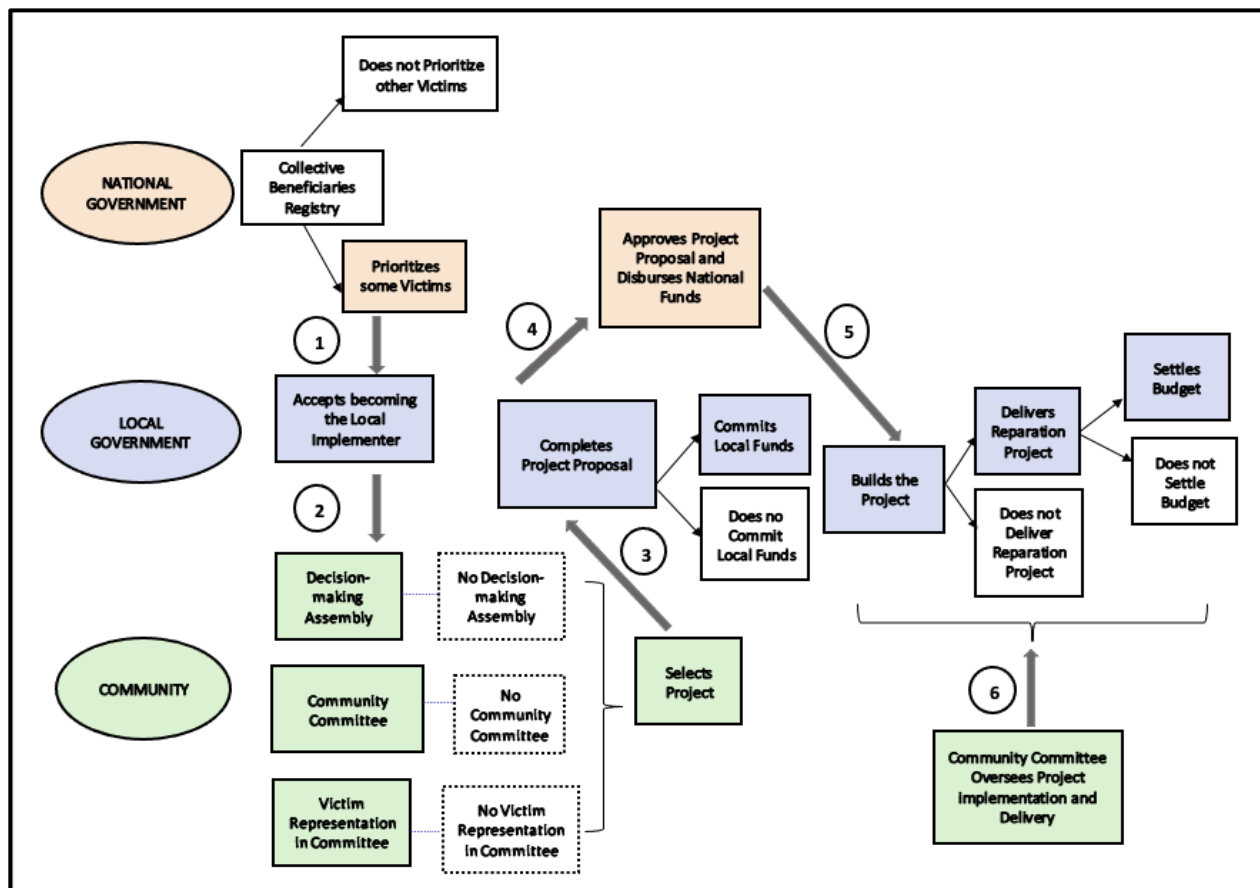 Does not Prioritize
other Victims
NATIONAL
GOVERNMENT
Collective
Beneficiaries
Registry
Prioritizes
some Victims
1
Approves Project
Proposal and
Disburses National
Funds
4
5
LOCAL
GOVERNMENT
Accepts becoming
the Local
Implementer
2
Completes
Project Proposal
Commits
Local Funds
Does no
Commit
Local Funds
3
Builds the
Project
Delivers
Reparation
Project
Does not
Deliver
Reparation
Project
Settles
Budget
Does not
Settle
Budget
COMMUNITY
Decision-
making
Assembly
No Decision-
making
Assembly
Community
Committee
No
Community
Committee
Victim
Representation
in Committee
No Victim
Representation
in Committee
Selects
Project
6
Community Committee
Oversees Project
Implementation and
Delivery